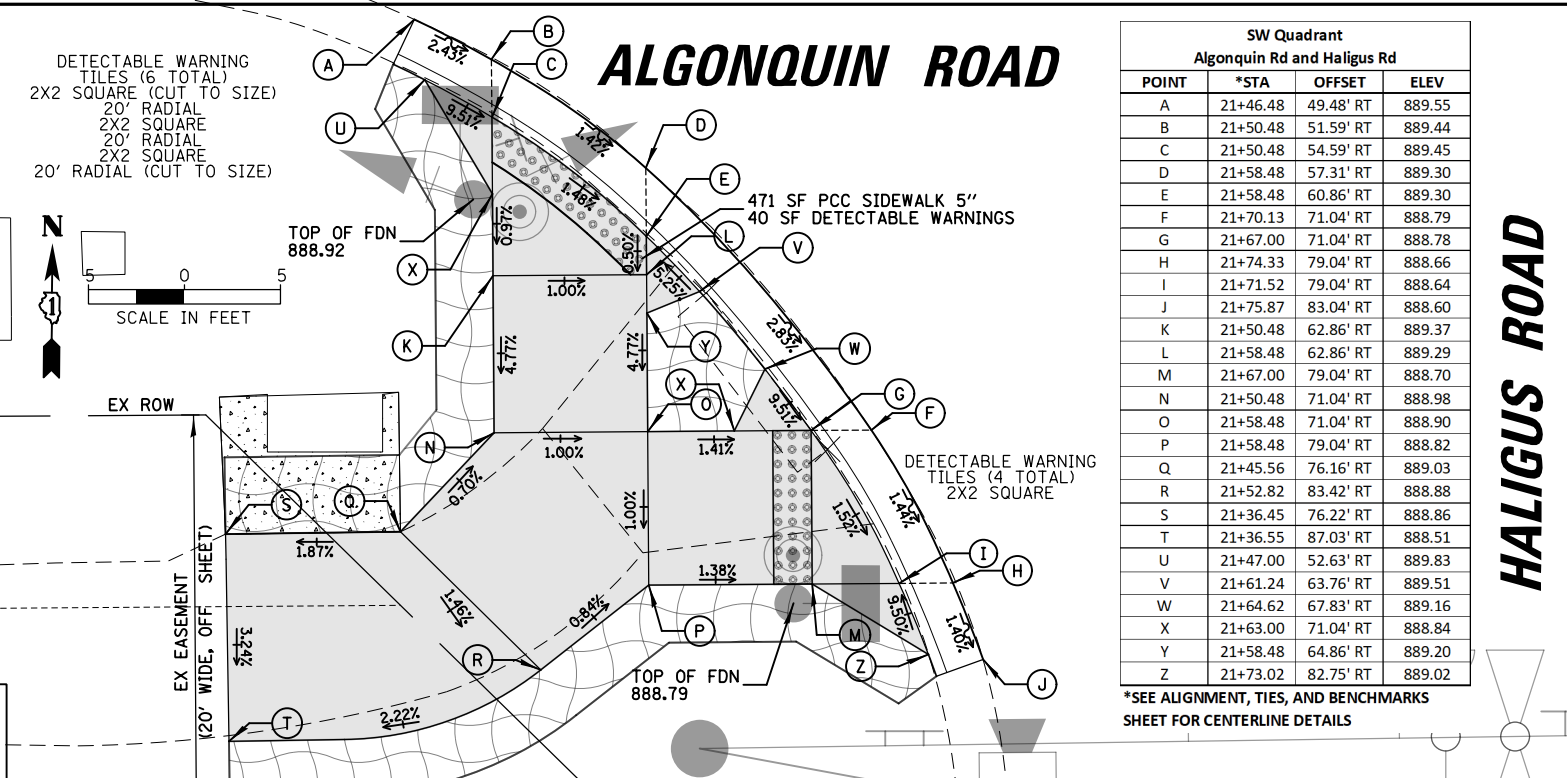 ALGONQUIN ROAD
HALIGUS ROAD
DETECTABLE WARNING
TILES (6 TOTAL)
2X2 SQUARE (CUT TO SIZE)
20' RADIAL
2X2 SQUARE
20' RADIAL
2X2 SQUARE
20' RADIAL (CUT TO SIZE)
N
1
5 0 5
SCALE IN FEET
TOP OF FDN
888.92
471 SF PCC SIDEWALK 5"
40 SF DETECTABLE WARNINGS
EX ROW
EX EASEMENT
(20' WIDE, OFF SHEET)
DETECTABLE WARNING
TILES (4 TOTAL)
2X2 SQUARE
TOP OF FDN
888.79
A
B
C
U
D
E
L
V
X
K
Y
W
X
O
G
F
N
S
Q
I
H
P
M
R
Z
J
T
2.43%
9.51%
1.42%
1.48%
0.97%
0.50%
5.25%
1.00%
4.77%
4.77%
2.83%
9.51%
1.00%
1.41%
0.70%
1.00%
1.44%
1.52%
1.87%
1.38%
1.46%
0.84%
9.50%
1.40%
3.24%
2.22%
SW Quadrant
Algonquin Rd and Haligus Rd
POINT *STA OFFSET ELEV
A 21+46.48 49.48' RT 889.55
B 21+50.48 51.59' RT 889.44
C 21+50.48 54.59' RT 889.45
D 21+58.48 57.31' RT 889.30
E 21+58.48 60.86' RT 889.30
F 21+70.13 71.04' RT 888.79
G 21+67.00 71.04' RT 888.78
H 21+74.33 79.04' RT 888.66
I 21+71.52 79.04' RT 888.64
J 21+75.87 83.04' RT 888.60
K 21+50.48 62.86' RT 889.37
L 21+58.48 62.86' RT 889.29
M 21+67.00 79.04' RT 888.70
N 21+50.48 71.04' RT 888.98
O 21+58.48 71.04' RT 888.90
P 21+58.48 79.04' RT 888.82
Q 21+45.56 76.16' RT 889.03
R 21+52.82 83.42' RT 888.88
S 21+36.45 76.22' RT 888.86
T 21+36.55 87.03' RT 888.51
U 21+47.00 52.63' RT 889.83
V 21+61.24 63.76' RT 889.51
W 21+64.62 67.83' RT 889.16
X 21+63.00 71.04' RT 888.84
Y 21+58.48 64.86' RT 889.20
Z 21+73.02 82.75' RT 889.02
*SEE ALIGNMENT, TIES, AND BENCHMARKS
SHEET FOR CENTERLINE DETAILS